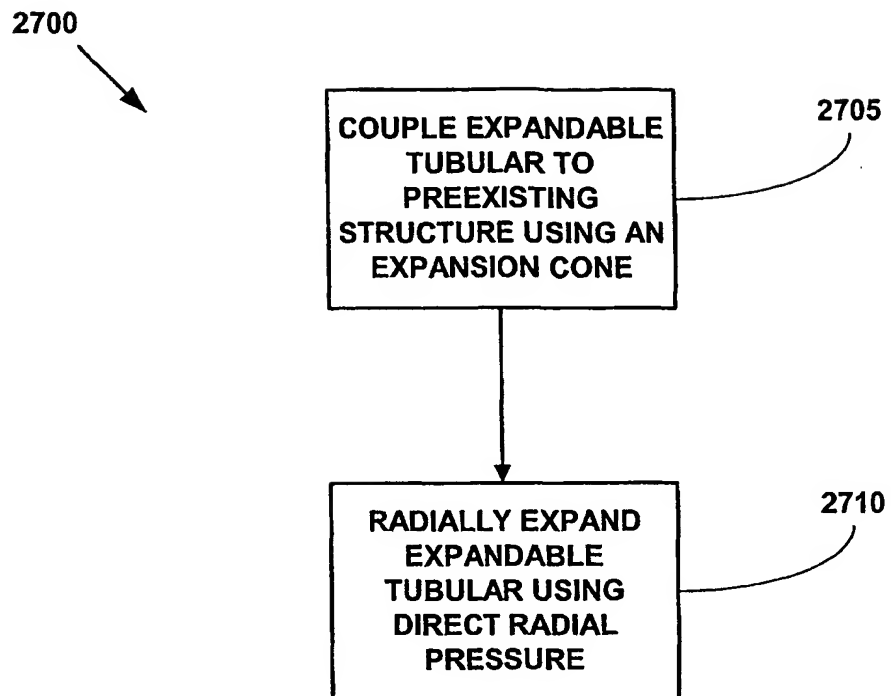 2700
COUPLE EXPANDABLE
TUBULAR TO
PREEXISTING
STRUCTURE USING AN
EXPANSION CONE
2705
RADIALLY EXPAND
EXPANDABLE
TUBULAR USING
DIRECT RADIAL
PRESSURE
2710